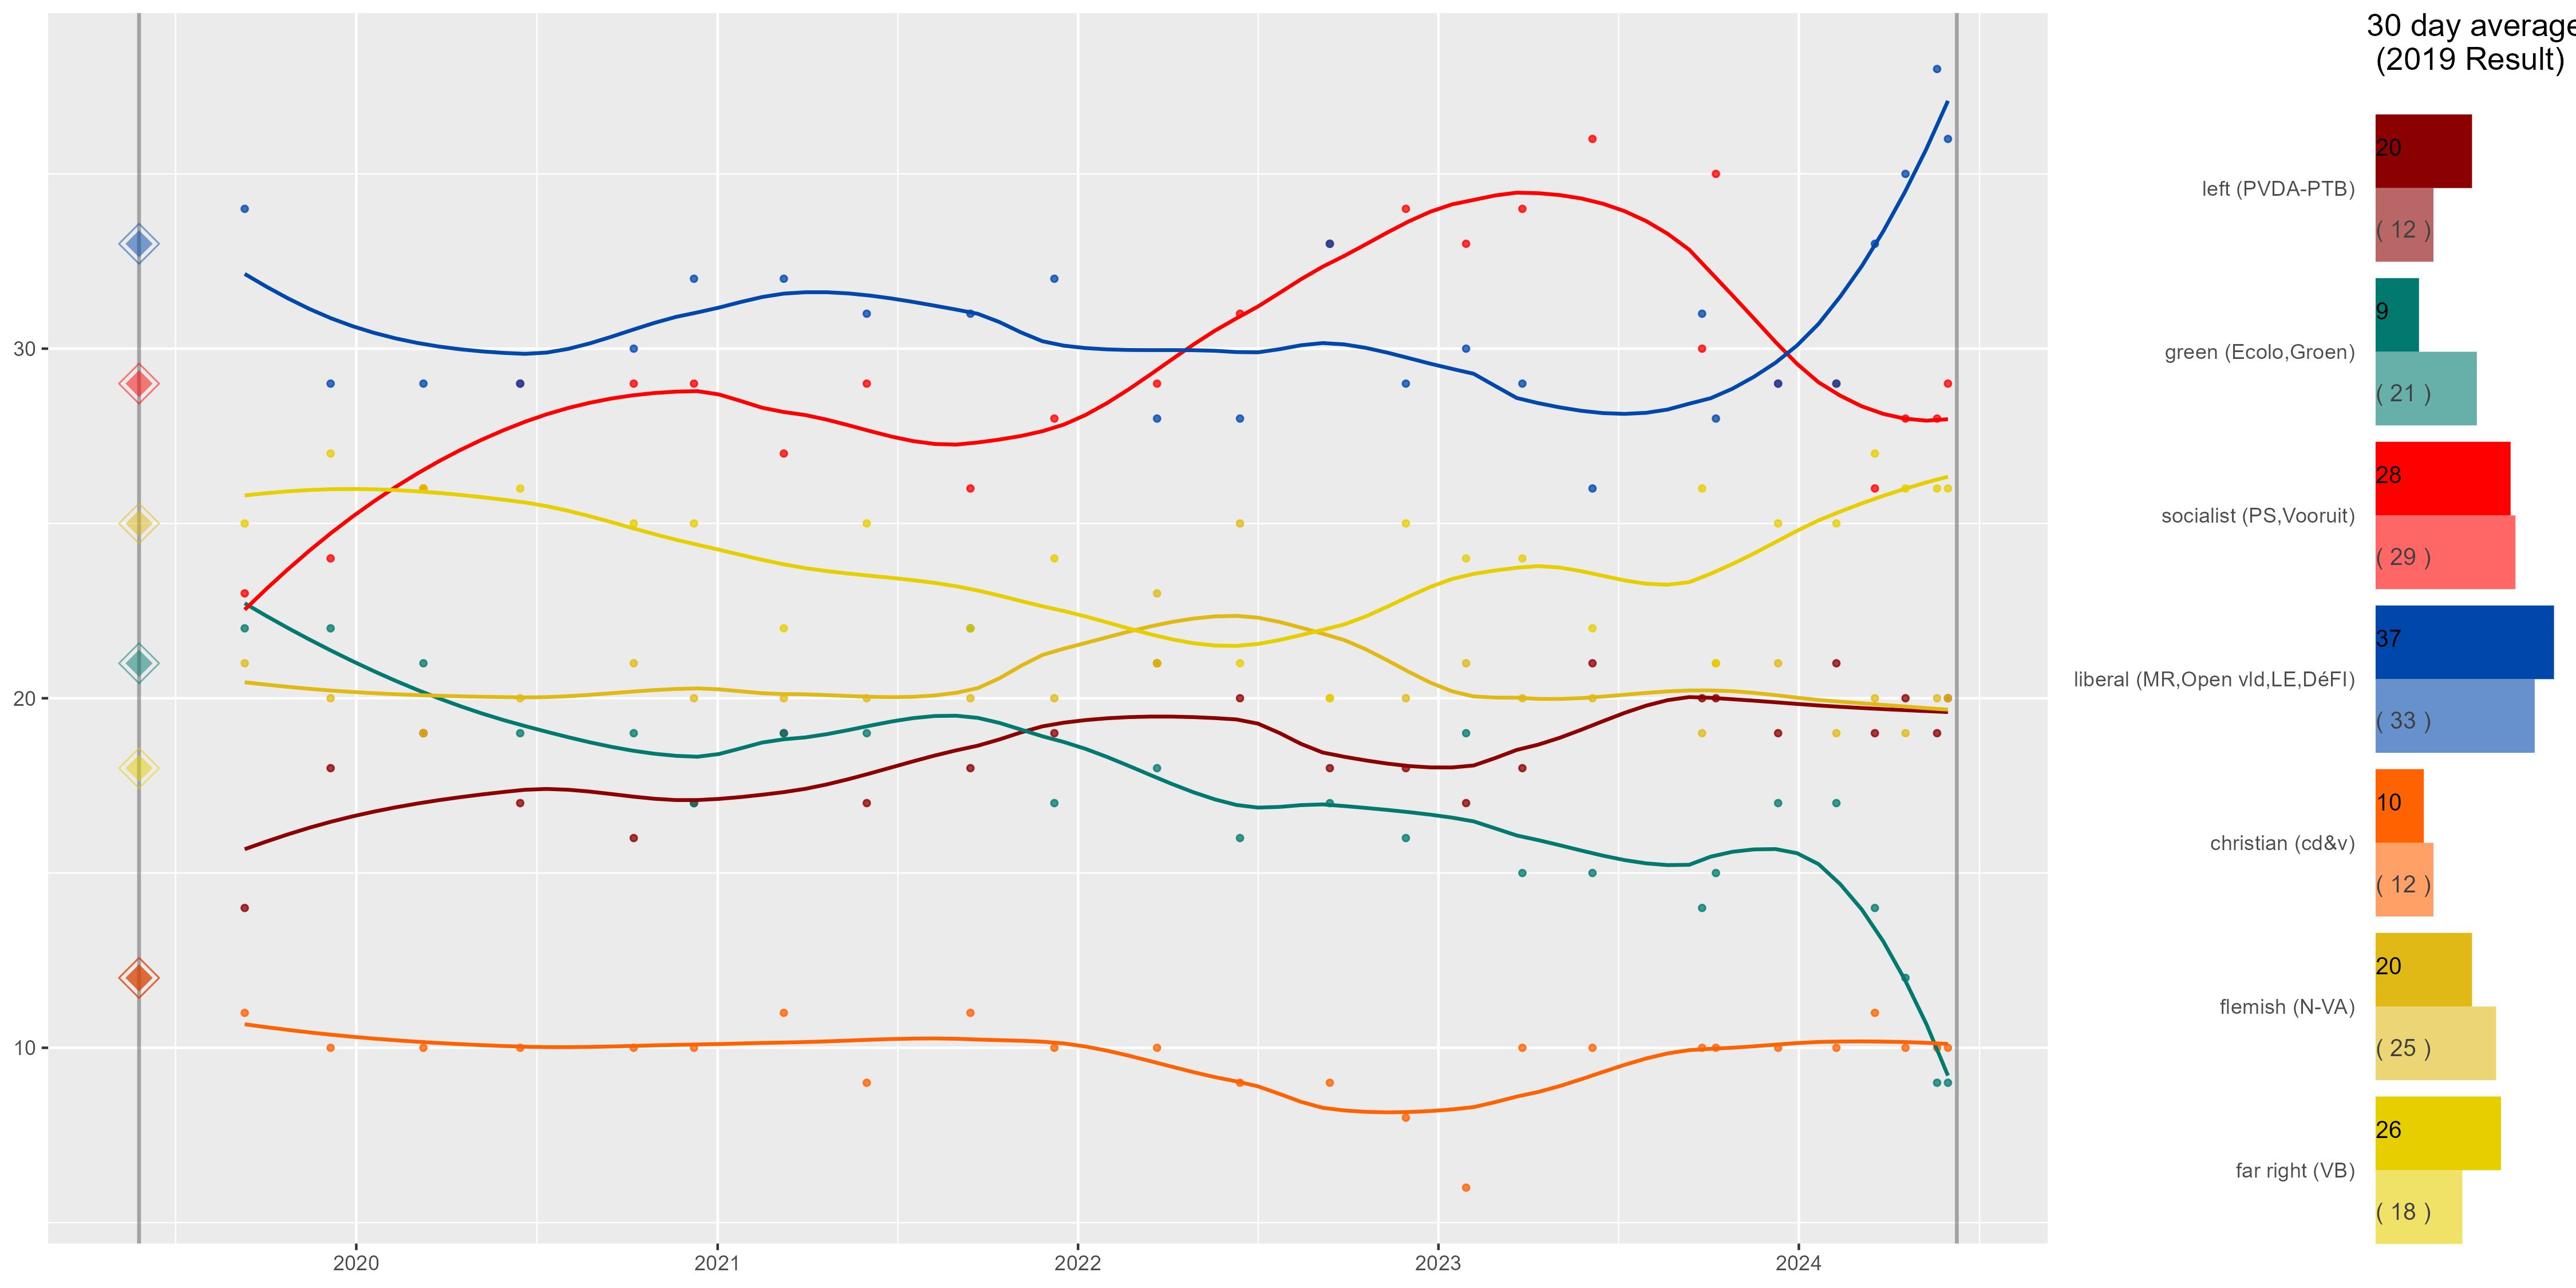 30 day average
(2019 Result)
30
20
10
2020
2021
2022
2023
2024
left (PVDA-PTB)
20
( 12 )
green (Ecolo,Groen)
9
( 21 )
socialist (PS,Vooruit)
28
( 29 )
liberal (MR,Open vld,LE,DéFI)
37
( 33 )
christian (cd&v)
10
( 12 )
flemish (N-VA)
20
( 25 )
far right (VB)
26
( 18 )